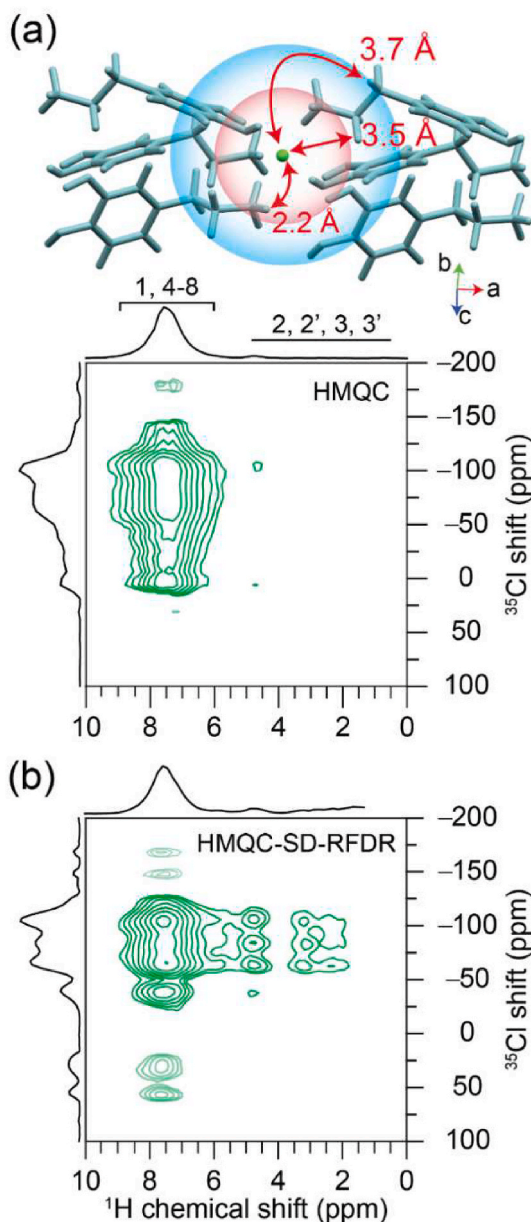 (a)
3.7 Å
3.5 Å
2.2 Å
b
a
c
1, 4-8
2, 2', 3, 3'
HMQC
−200
−150
−100
−50
0
50
100
³⁵Cl shift (ppm)
10 8 6 4 2 0
(b)
HMQC-SD-RFDR
−200
−150
−100
−50
0
50
100
³⁵Cl shift (ppm)
10 8 6 4 2 0
¹H chemical shift (ppm)